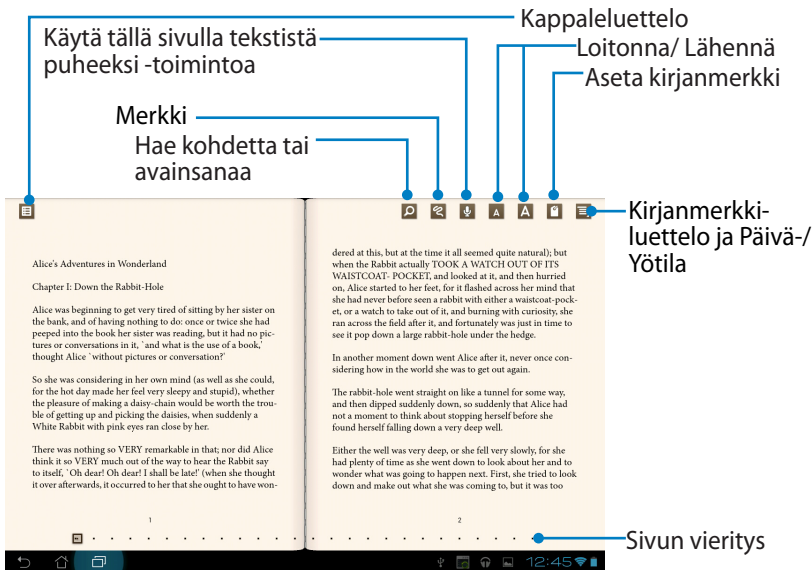 Kappaleluettelo
Käytä tällä sivulla tekstistä
puheeksi -toimintoa
Loitonna/ Lähennä
Aseta kirjanmerkki
Merkki
Hae kohdetta tai
avainsanaa
A
A
Kirjanmerkki-
luettelo ja Päivä-/
Yötila
Alice's Adventures in Wonderland
Chapter I: Down the Rabbit-Hole
Alice was beginning to get very tired of sitting by her sister on
the bank, and of having nothing to do: once or twice she had
peeped into the book her sister was reading, but it had no pic-
tures or conversations in it, `and what is the use of a book,'
thought Alice `without pictures or conversation?'
So she was considering in her own mind (as well as she could,
for the hot day made her feel very sleepy and stupid), whether
the pleasure of making a daisy-chain would be worth the trou-
ble of getting up and picking the daisies, when suddenly a
White Rabbit with pink eyes ran close by her.
There was nothing so VERY remarkable in that; nor did Alice
think it so VERY much out of the way to hear the Rabbit say
to itself, `Oh dear! Oh dear! I shall be late!' (when she thought
it over afterwards, it occurred to her that she ought to have won-
1
dered at this, but at the time it all seemed quite natural); but
when the Rabbit actually TOOK A WATCH OUT OF ITS
WAISTCOAT- POCKET, and looked at it, and then hurried
on, Alice started to her feet, for it flashed across her mind that
she had never before seen a rabbit with either a waistcoat-pock-
et, or a watch to take out of it, and burning with curiosity, she
ran across the field after it, and fortunately was just in time to
see it pop down a large rabbit-hole under the hedge.
In another moment down went Alice after it, never once con-
sidering how in the world she was to get out again.
The rabbit-hole went straight on like a tunnel for some way,
and then dipped suddenly down, so suddenly that Alice had
not a moment to think about stopping herself before she
found herself falling down a very deep well.
Either the well was very deep, or she fell very slowly, for she
had plenty of time as she went down to look about her and to
wonder what was going to happen next. First, she tried to look
down and make out what she was coming to, but it was too
2
Sivun vieritys
12:45